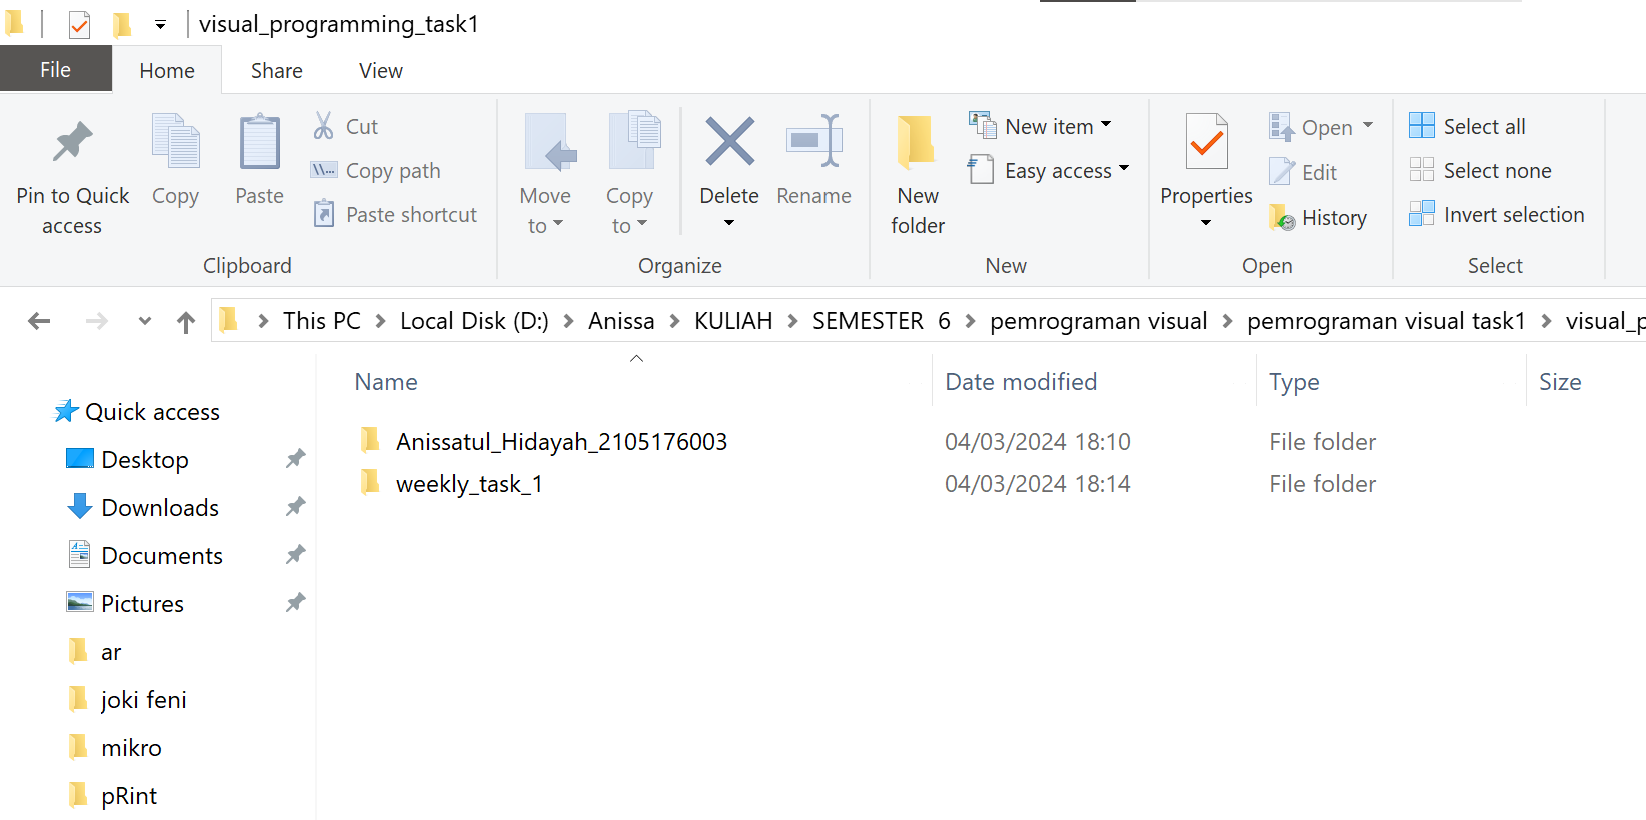 visual_programming_task1
File Home Share View
Pin to Quick access
Copy
Paste
Cut
Copy path
Paste shortcut
Clipboard
Move to
Copy to
Delete
Rename
Organize
New folder
New item
Easy access
New
Properties
Open
Edit
History
Open
Select all
Select none
Invert selection
Select
This PC Local Disk (D:) Anissa KULIAH SEMESTER 6 pemrograman visual pemrograman visual task1 visual_p
Name Date modified Type Size
Anissatul_Hidayah_2105176003 04/03/2024 18:10 File folder
weekly_task_1 04/03/2024 18:14 File folder
Quick access
Desktop
Downloads
Documents
Pictures
ar
joki feni
mikro
pRint